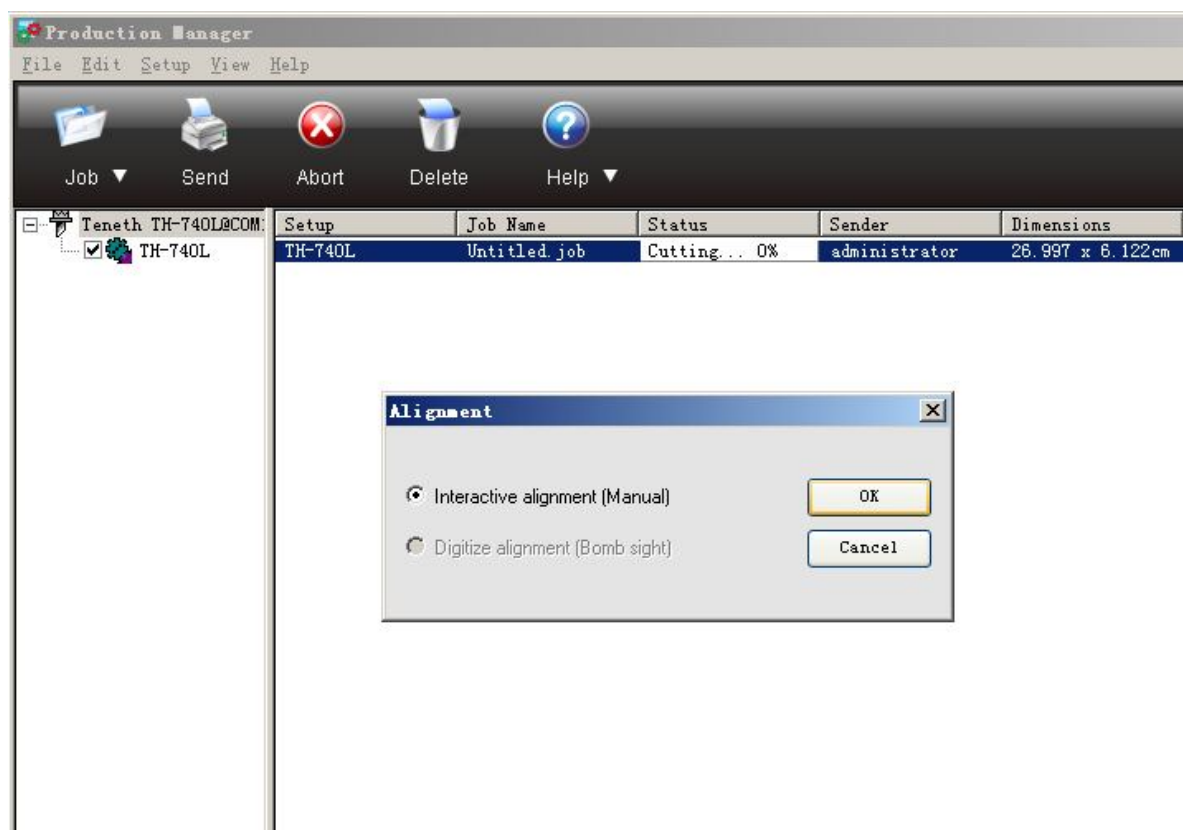 Production Manager
File Edit Setup View Help
Job Send Abort Delete Help
Teneth TH-740L@COM
TH-740L
Setup Job Name Status Sender Dimensions
TH-740L Untitled.job Cutting... 0% administrator 26.997 x 6.122cm
Alignment
Interactive alignment (Manual)
OK
Digitize alignment (Bomb sight)
Cancel